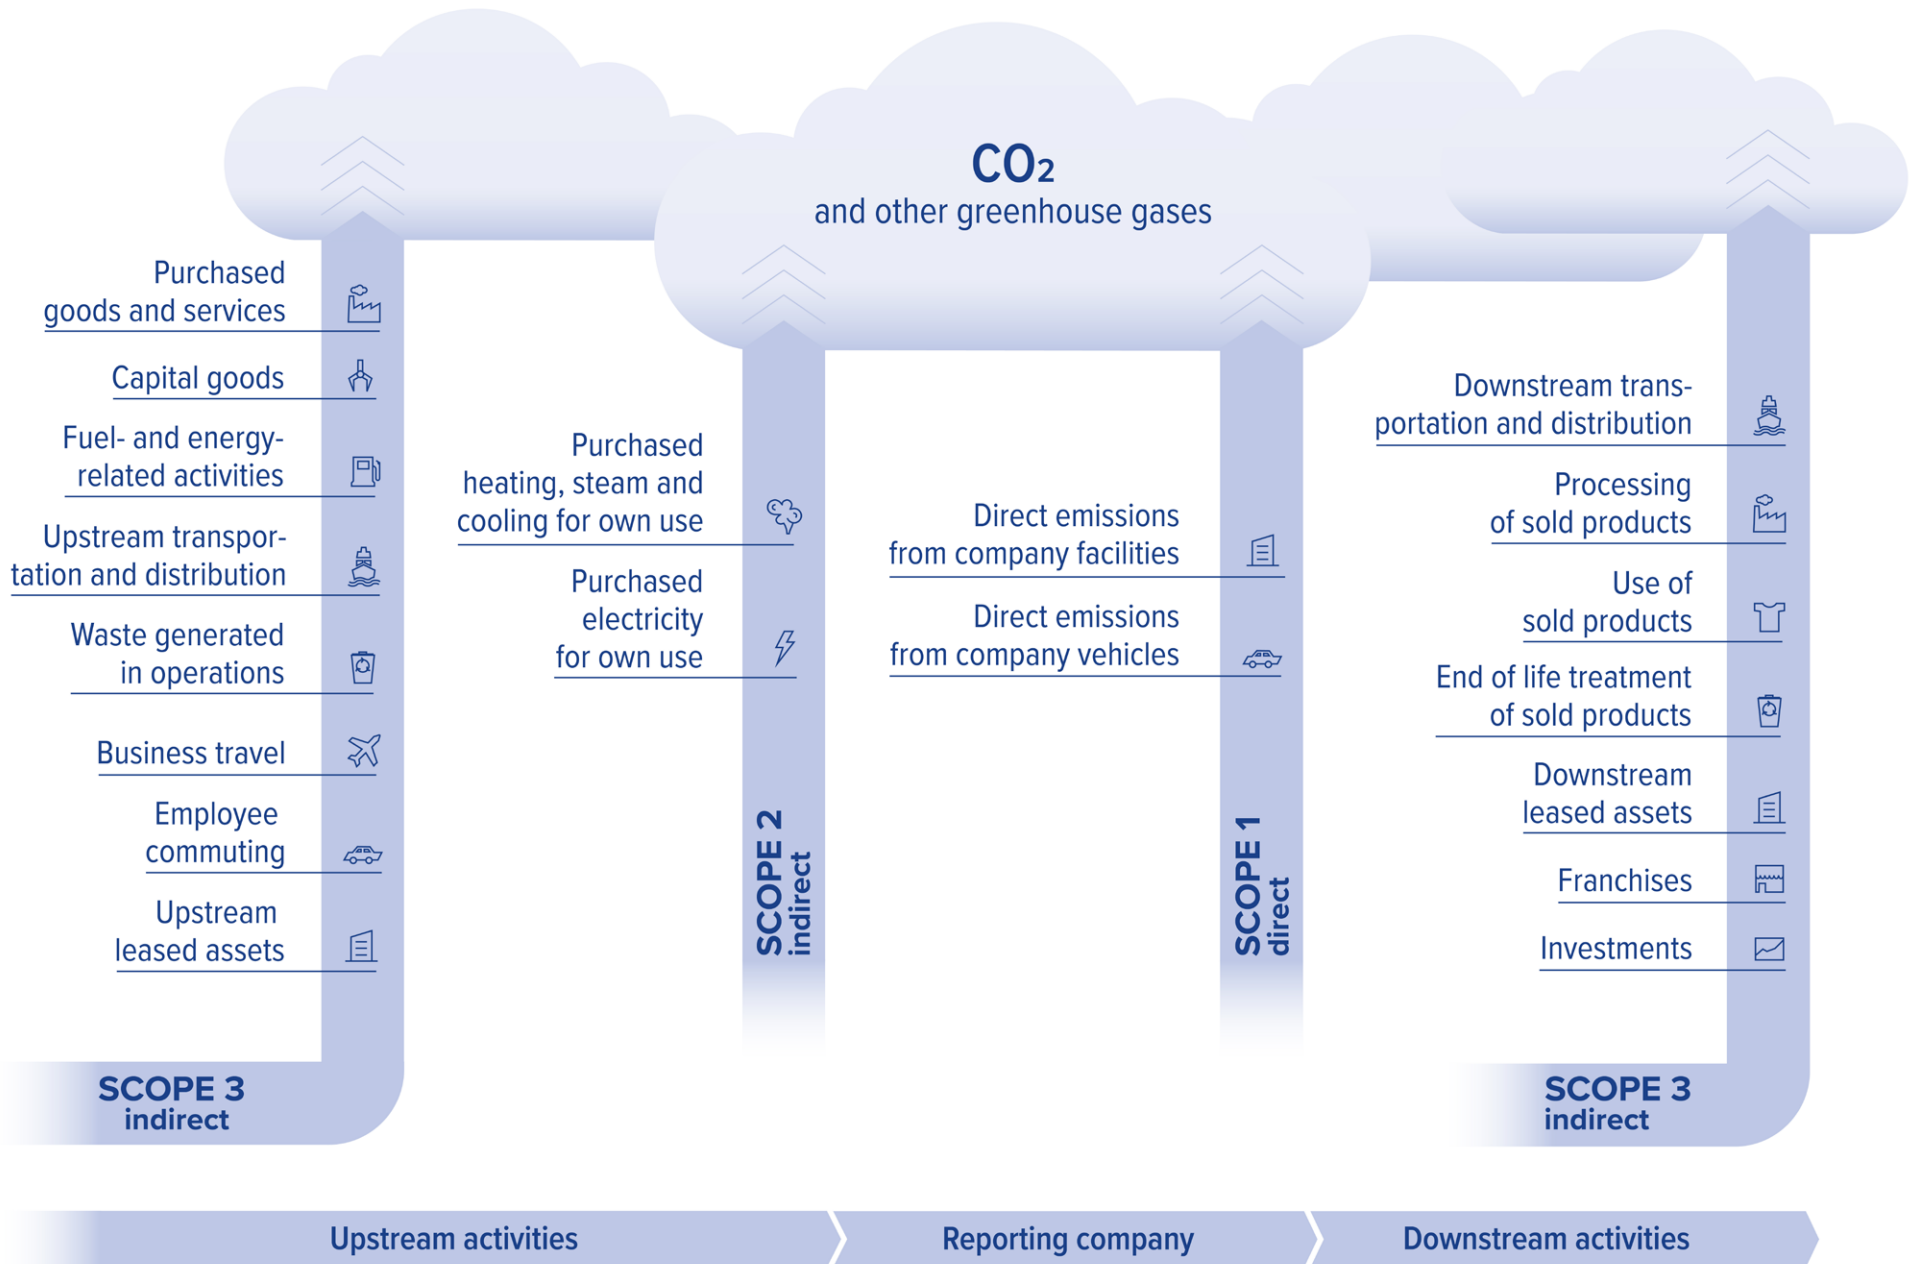 CO₂
and other greenhouse gases
Purchased
goods and services
Capital goods
Fuel- and energy-
related activities
Upstream transpor-
tation and distribution
Waste generated
in operations
Business travel
Employee
commuting
Upstream
leased assets
SCOPE 3
indirect
Purchased
heating, steam and
cooling for own use
Purchased
electricity
for own use
SCOPE 2
indirect
Direct emissions
from company facilities
Direct emissions
from company vehicles
SCOPE 1
direct
Downstream trans-
portation and distribution
Processing
of sold products
Use of
sold products
End of life treatment
of sold products
Downstream
leased assets
Franchises
Investments
SCOPE 3
indirect
Upstream activities
Reporting company
Downstream activities